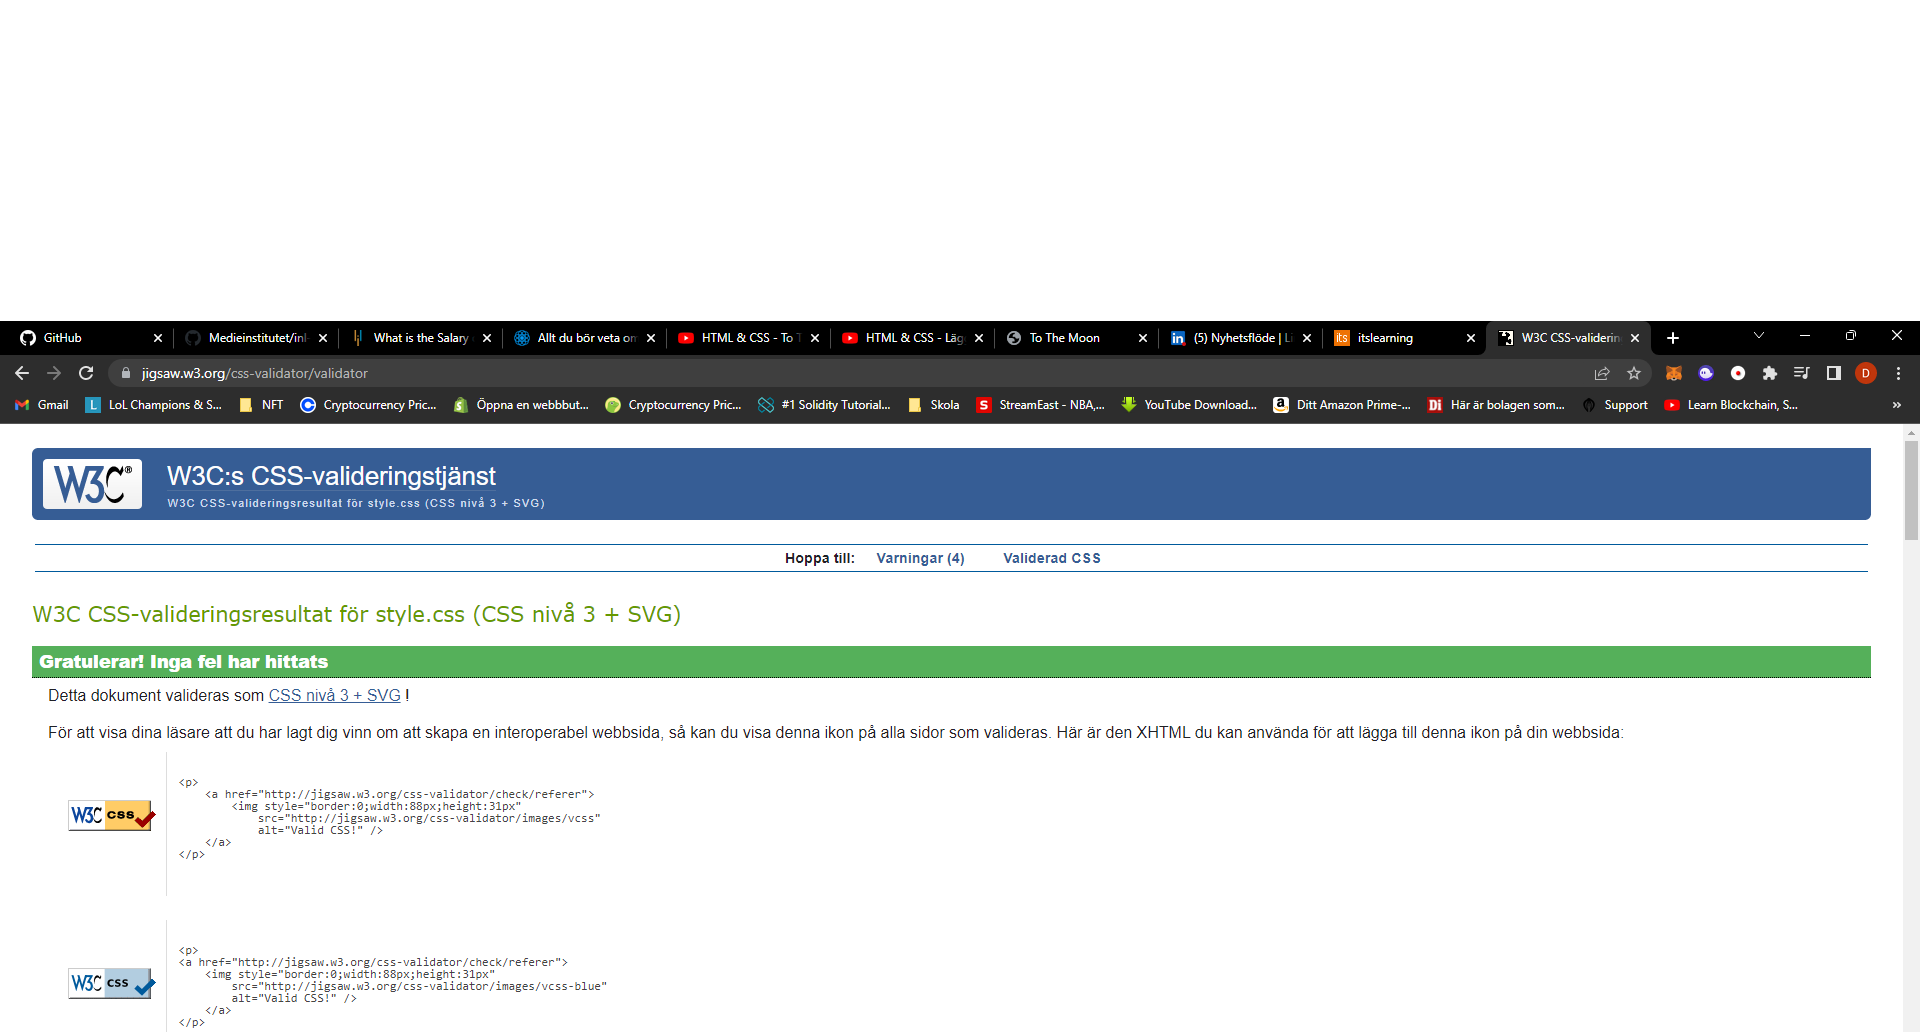 GitHub
Medieinstitutet/inl
What is the Salary
Allt du bör veta om
HTML & CSS - To T
HTML & CSS - Läg
To The Moon
(5) Nyhetsflöde | Li
itslearning
W3C CSS-validerin
jigsaw.w3.org/css-validator/validator
D
Gmail
L
LoL Champions & S...
NFT
Cryptocurrency Pric...
Öppna en webbbut...
Cryptocurrency Pric...
#1 Solidity Tutorial...
Skola
S
StreamEast - NBA,...
YouTube Download...
Ditt Amazon Prime-...
Di
Här är bolagen som...
Support
Learn Blockchain, S...
»
W3C®
W3C:s CSS-valideringstjänst
W3C CSS-valideringsresultat för style.css (CSS nivå 3 + SVG)
Hoppa till: Varningar (4) Validerad CSS
W3C CSS-valideringsresultat för style.css (CSS nivå 3 + SVG)
Gratulerar! Inga fel har hittats
Detta dokument valideras som CSS nivå 3 + SVG !
För att visa dina läsare att du har lagt dig vinn om att skapa en interoperabel webbsida, så kan du visa denna ikon på alla sidor som valideras. Här är den XHTML du kan använda för att lägga till denna ikon på din webbsida:
W3C CSS
<p>
<a href="http://jigsaw.w3.org/css-validator/check/referer">
<img style="border:0;width:88px;height:31px"
src="http://jigsaw.w3.org/css-validator/images/vcss"
alt="Valid CSS!" />
</a>
</p>
W3C CSS
<p>
<a href="http://jigsaw.w3.org/css-validator/check/referer">
<img style="border:0;width:88px;height:31px"
src="http://jigsaw.w3.org/css-validator/images/vcss-blue"
alt="Valid CSS!" />
</a>
</p>